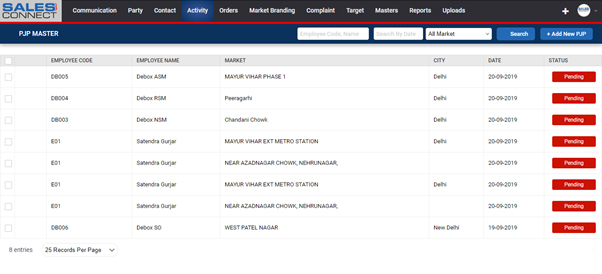 SALES CONNECT
Communication Party Contact Activity Orders Market Branding Complaint Target Masters Reports Uploads
PJP MASTER Employee Code, Name Search By Date All Market Search + Add New PJP
EMPLOYEE CODE EMPLOYEE NAME MARKET CITY DATE STATUS
DB005 Debox ASM MAYUR VIHAR PHASE 1 Delhi 20-09-2019 Pending
DB004 Debox RSM Peeragarhi Delhi 20-09-2019 Pending
DB003 Debox NSM Chandani Chowk Delhi 20-09-2019 Pending
E01 Satendra Gurjar MAYUR VIHAR EXT METRO STATION Delhi 20-09-2019 Pending
E01 Satendra Gurjar NEAR AZADNAGAR CHOWK, NEHRUNAGAR, 20-09-2019 Pending
E01 Satendra Gurjar MAYUR VIHAR EXT METRO STATION Delhi 20-09-2019 Pending
E01 Satendra Gurjar NEAR AZADNAGAR CHOWK, NEHRUNAGAR, 20-09-2019 Pending
DB006 Debox SO WEST PATEL NAGAR New Delhi 19-09-2019 Pending
8 entries 25 Records Per Page